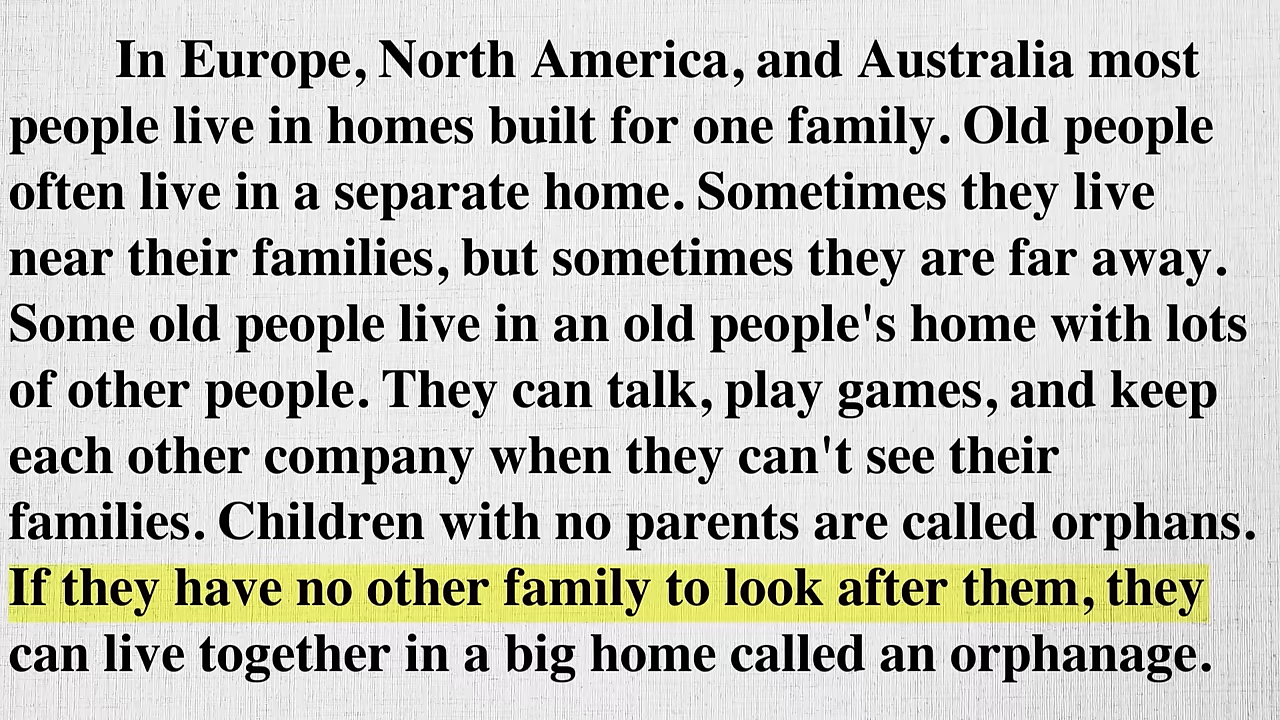 In Europe, North America, and Australia most
people live in homes built for one family. Old people
often live in a separate home. Sometimes they live
near their families, but sometimes they are far away.
Some old people live in an old people's home with lots
of other people. They can talk, play games, and keep
each other company when they can't see their
families. Children with no parents are called orphans.
If they have no other family to look after them, they
can live together in a big home called an orphanage.